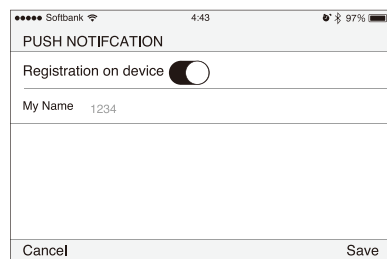 Softbank 4:43 97%
PUSH NOTIFCATION
Registration on device
My Name 1234
Cancel Save